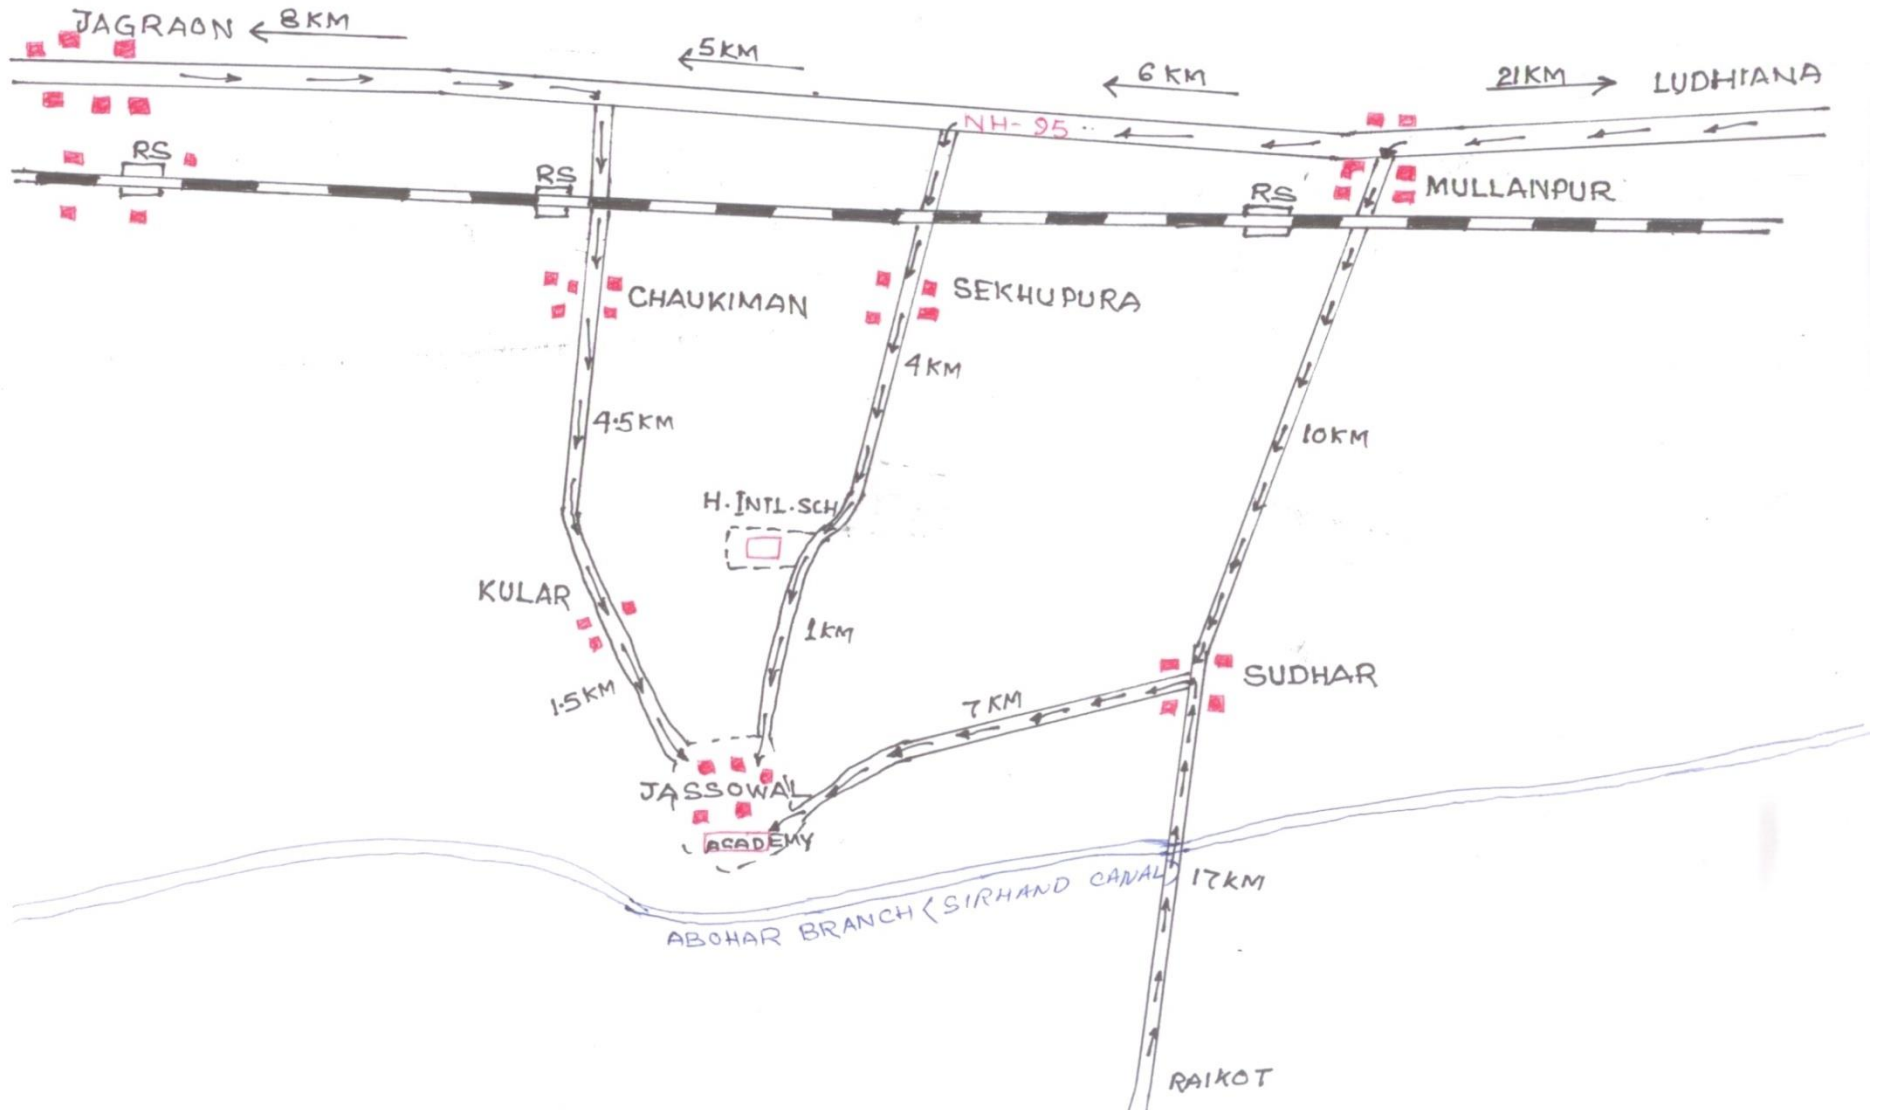 JAGRAON
8KM
5KM
6KM
21KM
LUDHIANA
NH-95
RS
RS
RS
MULLANPUR
CHAUKIMAN
SEKHUPURA
4KM
4.5KM
10KM
H.INTL.SCH
KULAR
1KM
1.5KM
7KM
SUDHAR
JASSOWAL
ACADEMY
17KM
ABOHAR BRANCH (SIRHAND CANAL)
RAIKOT